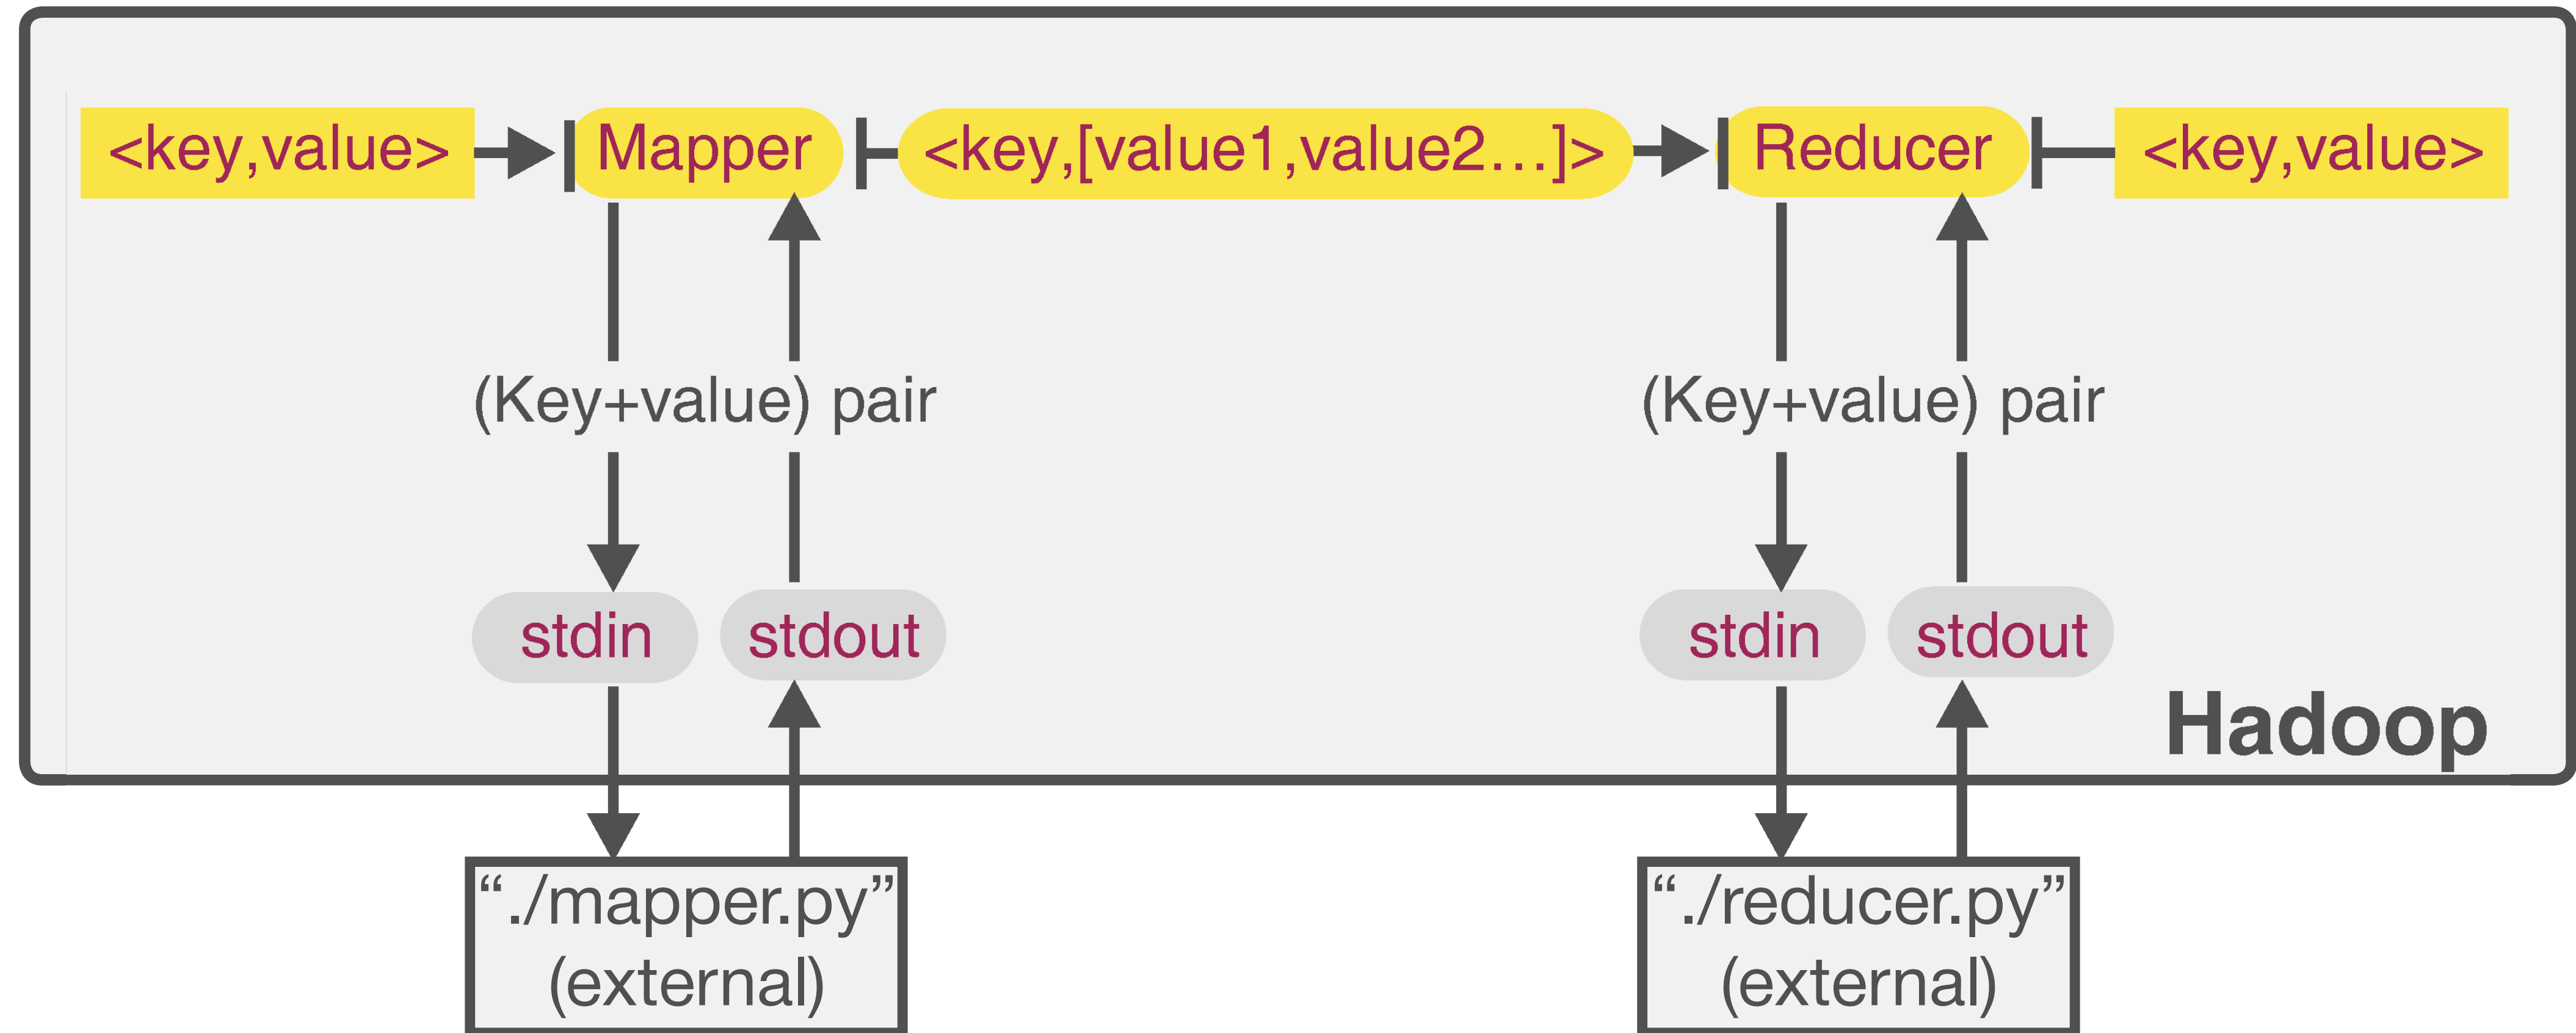 <key,value>
Mapper
<key,[value1,value2...]>
Reducer
<key,value>
(Key+value) pair
(Key+value) pair
stdin
stdout
stdin
stdout
Hadoop
“./mapper.py”
(external)
“./reducer.py”
(external)